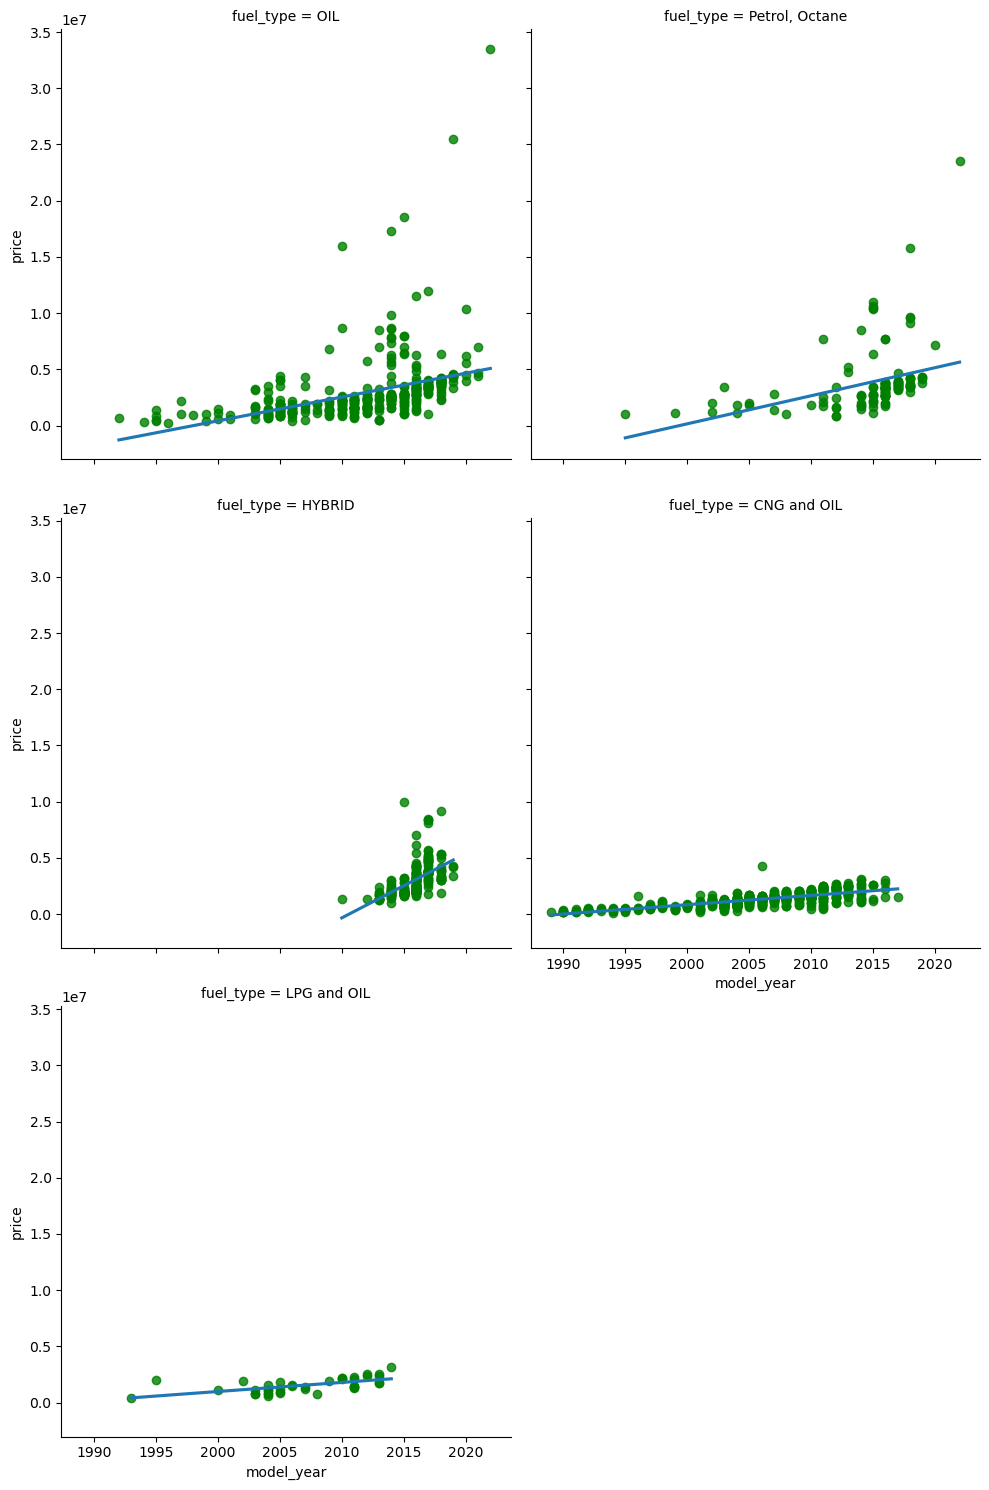 fuel_type = OIL
fuel_type = Petrol, Octane
1e7
3.5
3.0
2.5
2.0
1.5
1.0
0.5
0.0
price
fuel_type = HYBRID
fuel_type = CNG and OIL
1e7
3.5
3.0
2.5
2.0
1.5
1.0
0.5
0.0
price
1990 1995 2000 2005 2010 2015 2020
model_year
fuel_type = LPG and OIL
1e7
3.5
3.0
2.5
2.0
1.5
1.0
0.5
0.0
price
1990 1995 2000 2005 2010 2015 2020
model_year